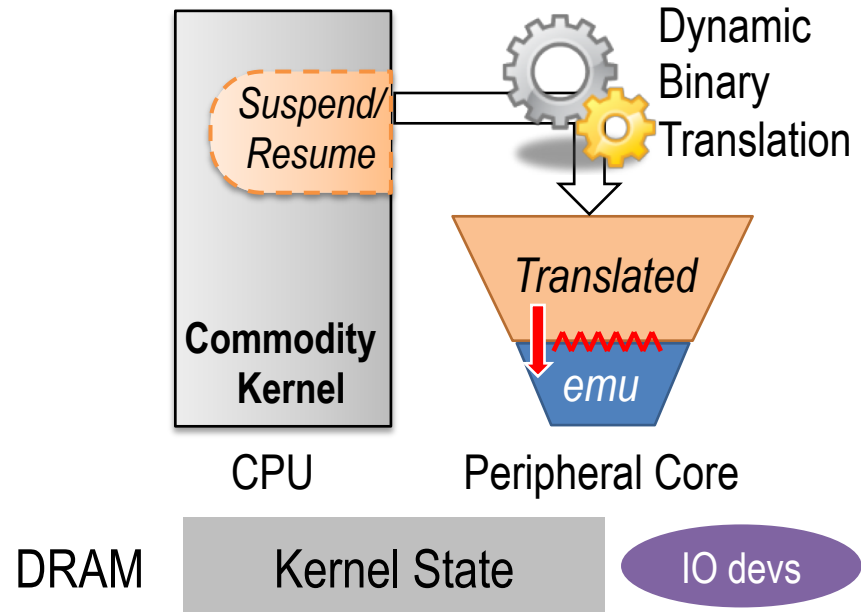 Suspend/
Resume
Dynamic
Binary
Translation
Translated
emu
Commodity
Kernel
CPU
Peripheral Core
DRAM
Kernel State
IO devs